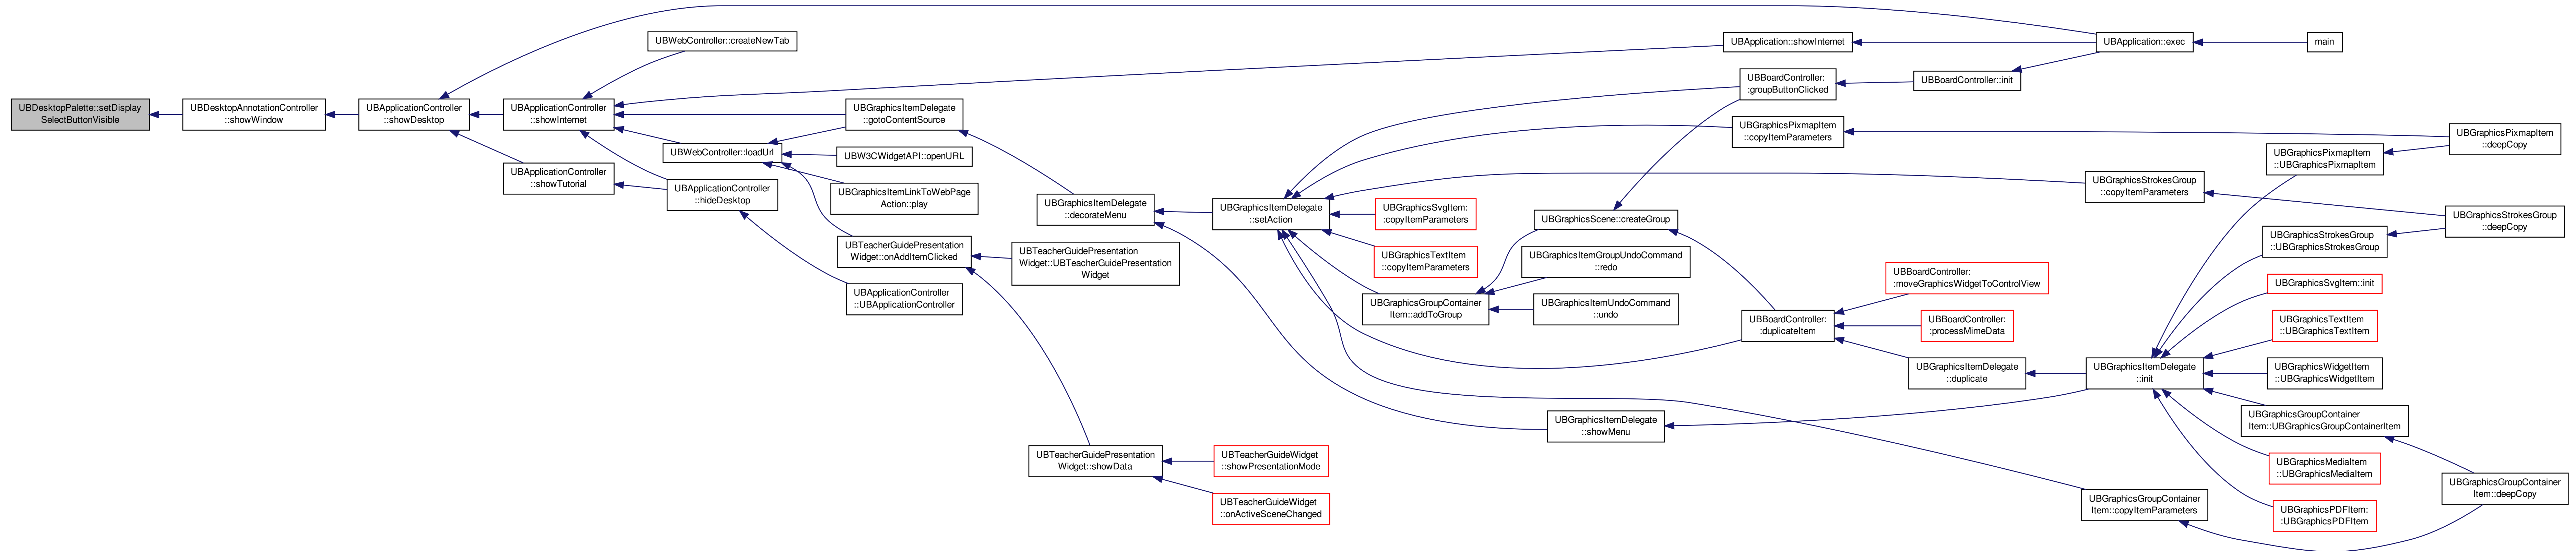 UBDesktopPalette::setDisplay
SelectButtonVisible
UBDesktopAnnotationController
::showWindow
UBApplicationController
::showDesktop
UBApplicationController
::showInternet
UBApplicationController
::showTutorial
UBWebController::createNewTab
UBWebController::loadUrl
UBApplicationController
::hideDesktop
UBGraphicsItemDelegate
::gotoContentSource
UBW3CWidgetAPI::openURL
UBGraphicsItemLinkToWebPage
Action::play
UBTeacherGuidePresentation
Widget::onAddItemClicked
UBApplicationController
::UBApplicationController
UBGraphicsItemDelegate
::decorateMenu
UBTeacherGuidePresentation
Widget::UBTeacherGuidePresentation
Widget
UBTeacherGuidePresentation
Widget::showData
UBGraphicsItemDelegate
::setAction
UBTeacherGuideWidget
::showPresentationMode
UBTeacherGuideWidget
::onActiveSceneChanged
UBGraphicsSvgItem:
:copyItemParameters
UBGraphicsTextItem
::copyItemParameters
UBGraphicsGroupContainer
Item::addToGroup
UBGraphicsScene::createGroup
UBGraphicsItemGroupUndoCommand
::redo
UBGraphicsItemUndoCommand
::undo
UBGraphicsItemDelegate
::showMenu
UBApplication::showInternet
UBBoardController:
:groupButtonClicked
UBGraphicsPixmapItem
::copyItemParameters
UBBoardController:
:duplicateItem
UBBoardController::init
UBBoardController:
:moveGraphicsWidgetToControlView
UBBoardController:
:processMimeData
UBGraphicsItemDelegate
::duplicate
UBApplication::exec
main
UBGraphicsStrokesGroup
::copyItemParameters
UBGraphicsItemDelegate
::init
UBGraphicsGroupContainer
Item::copyItemParameters
UBGraphicsPixmapItem
::UBGraphicsPixmapItem
UBGraphicsStrokesGroup
::UBGraphicsStrokesGroup
UBGraphicsSvgItem::init
UBGraphicsTextItem
::UBGraphicsTextItem
UBGraphicsWidgetItem
::UBGraphicsWidgetItem
UBGraphicsGroupContainer
Item::UBGraphicsGroupContainerItem
UBGraphicsMediaItem
::UBGraphicsMediaItem
UBGraphicsPDFItem:
:UBGraphicsPDFItem
UBGraphicsPixmapItem
::deepCopy
UBGraphicsStrokesGroup
::deepCopy
UBGraphicsGroupContainer
Item::deepCopy